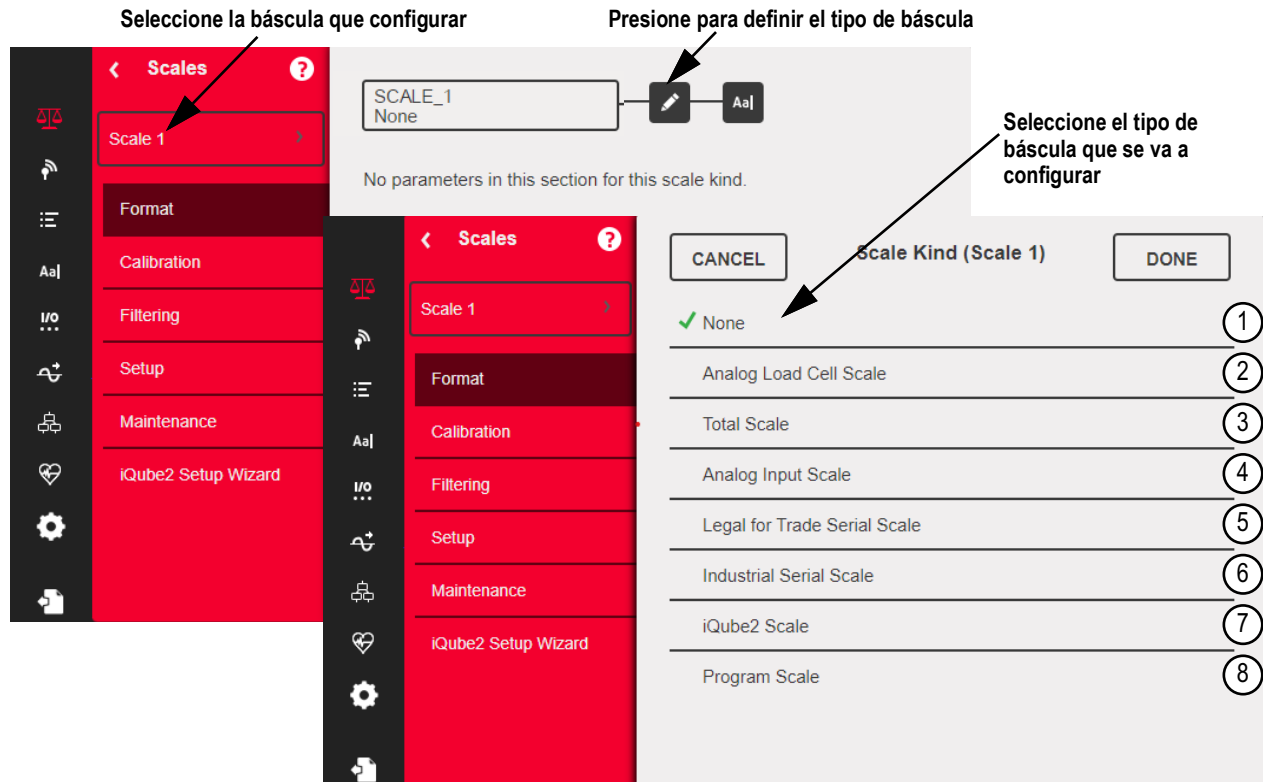 Seleccione la báscula que configurar
Presione para definir el tipo de báscula
Scales
?
Scale 1
Format
Calibration
Filtering
Setup
Maintenance
iQube2 Setup Wizard
Aa
I/O
SCALE_1
None
Aa
No parameters in this section for this scale kind.
Seleccione el tipo de
báscula que se va a
configurar
Scales
?
Scale 1
Format
Calibration
Filtering
Setup
Maintenance
iQube2 Setup Wizard
Aa
I/O
CANCEL
Scale Kind (Scale 1)
DONE
None
1
Analog Load Cell Scale
2
Total Scale
3
Analog Input Scale
4
Legal for Trade Serial Scale
5
Industrial Serial Scale
6
iQube2 Scale
7
Program Scale
8